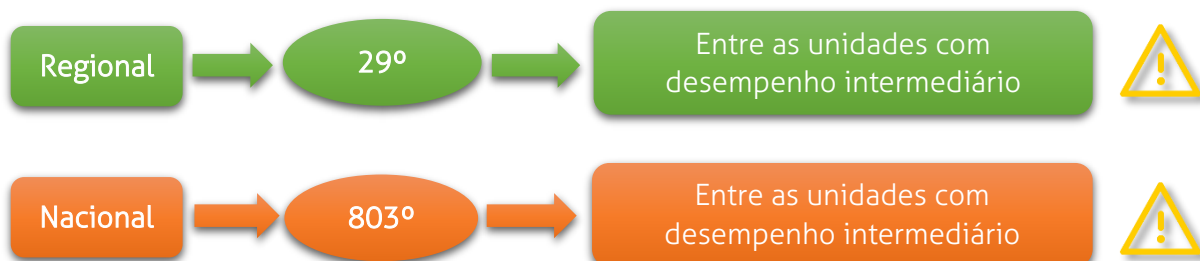 Regional
29º
Entre as unidades com
desempenho intermediário
Nacional
803º
Entre as unidades com
desempenho intermediário